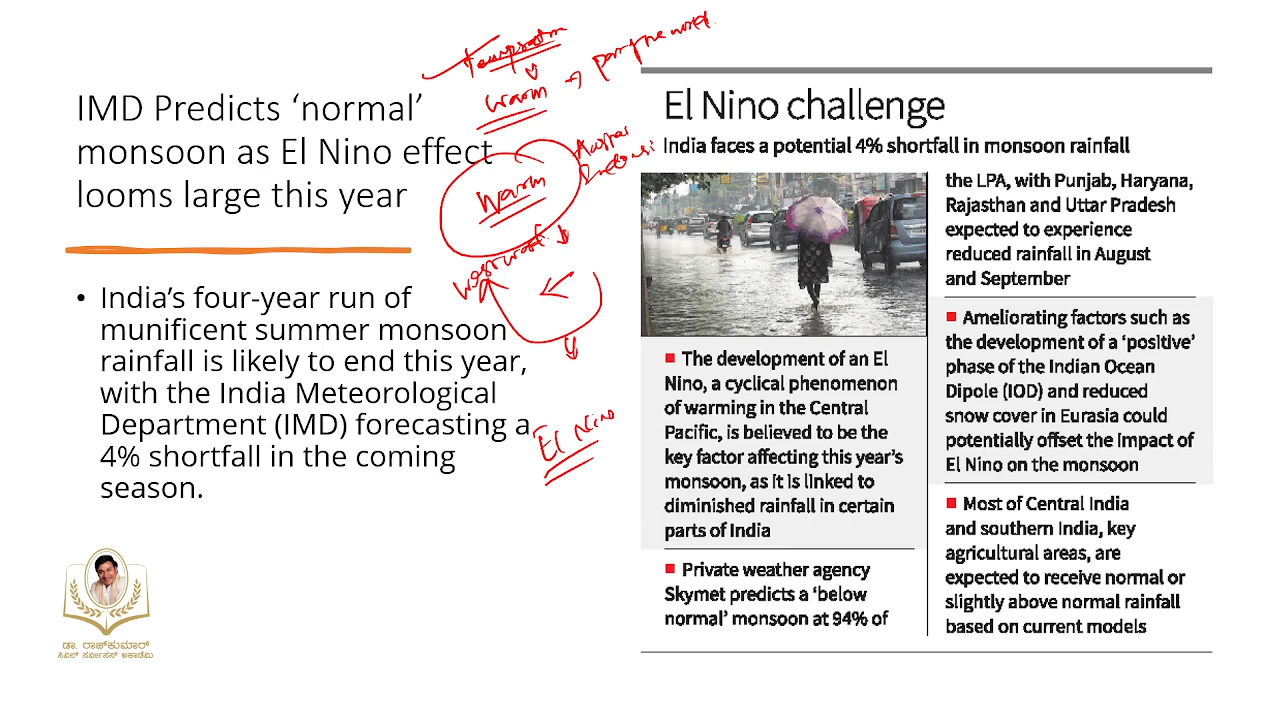 IMD Predicts ‘normal’
monsoon as El Nino effect
looms large this year
• India’s four-year run of
munificent summer monsoon
rainfall is likely to end this year,
with the India Meteorological
Department (IMD) forecasting a
4% shortfall in the coming
season.
ಡಾ. ರಾಜ್‌ಕುಮಾರ್
ಸಿವಿಲ್ ಸರ್ವೀಸಸ್ ಅಕಾಡೆಮಿ
warm
warm
El Nino
El Nino challenge
India faces a potential 4% shortfall in monsoon rainfall
The development of an El
Nino, a cyclical phenomenon
of warming in the Central
Pacific, is believed to be the
key factor affecting this year’s
monsoon, as it is linked to
diminished rainfall in certain
parts of India
Private weather agency
Skymet predicts a ‘below
normal’ monsoon at 94% of
the LPA, with Punjab, Haryana,
Rajasthan and Uttar Pradesh
expected to experience
reduced rainfall in August
and September
Ameliorating factors such as
the development of a ‘positive’
phase of the Indian Ocean
Dipole (IOD) and reduced
snow cover in Eurasia could
potentially offset the impact of
El Nino on the monsoon
Most of Central India
and southern India, key
agricultural areas, are
expected to receive normal or
slightly above normal rainfall
based on current models